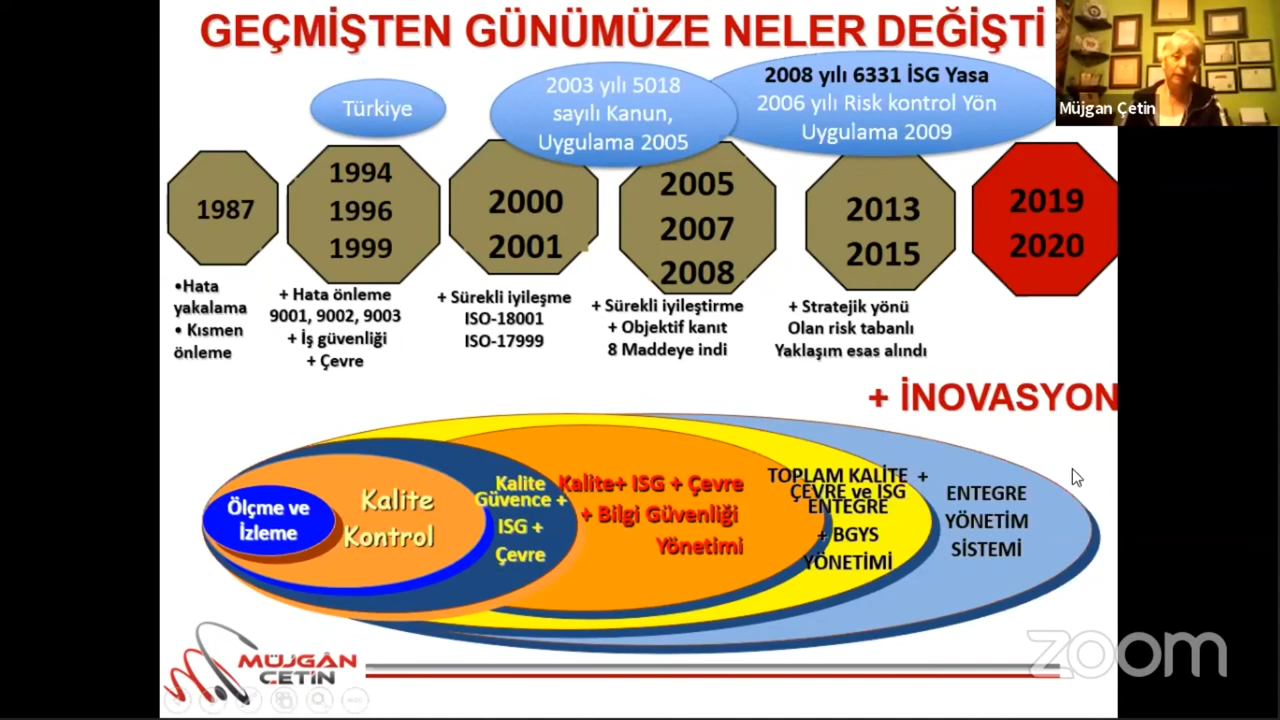 GEÇMİŞTEN GÜNÜMÜZE NELER DEĞİŞTİ
Müjgan Çetin
Türkiye
2003 yılı 5018
sayılı Kanun,
Uygulama 2005
2008 yılı 6331 İSG Yasa
2006 yılı Risk kontrol Yön
Uygulama 2009
1987
1994
1996
1999
2000
2001
2005
2007
2008
2013
2015
2019
2020
•Hata
yakalama
• Kısmen
önleme
+ Hata önleme
9001, 9002, 9003
+ İş güvenliği
+ Çevre
+ Sürekli iyileşme
ISO-18001
ISO-17999
+ Sürekli iyileştirme
+ Objektif kanıt
8 Maddeye indi
+ Stratejik yönü
Olan risk tabanlı
Yaklaşım esas alındı
+ İNOVASYON
Ölçme ve
İzleme
Kalite
Kontrol
Kalite
Güvence +
ISG +
Çevre
Kalite+ ISG + Çevre
+ Bilgi Güvenliği
Yönetimi
TOPLAM KALİTE +
ÇEVRE ve ISG
ENTEGRE
+ BGYS
YÖNETİMİ
ENTEGRE
YÖNETİM
SİSTEMİ
MÜJGÂN
ÇETİN
zoom